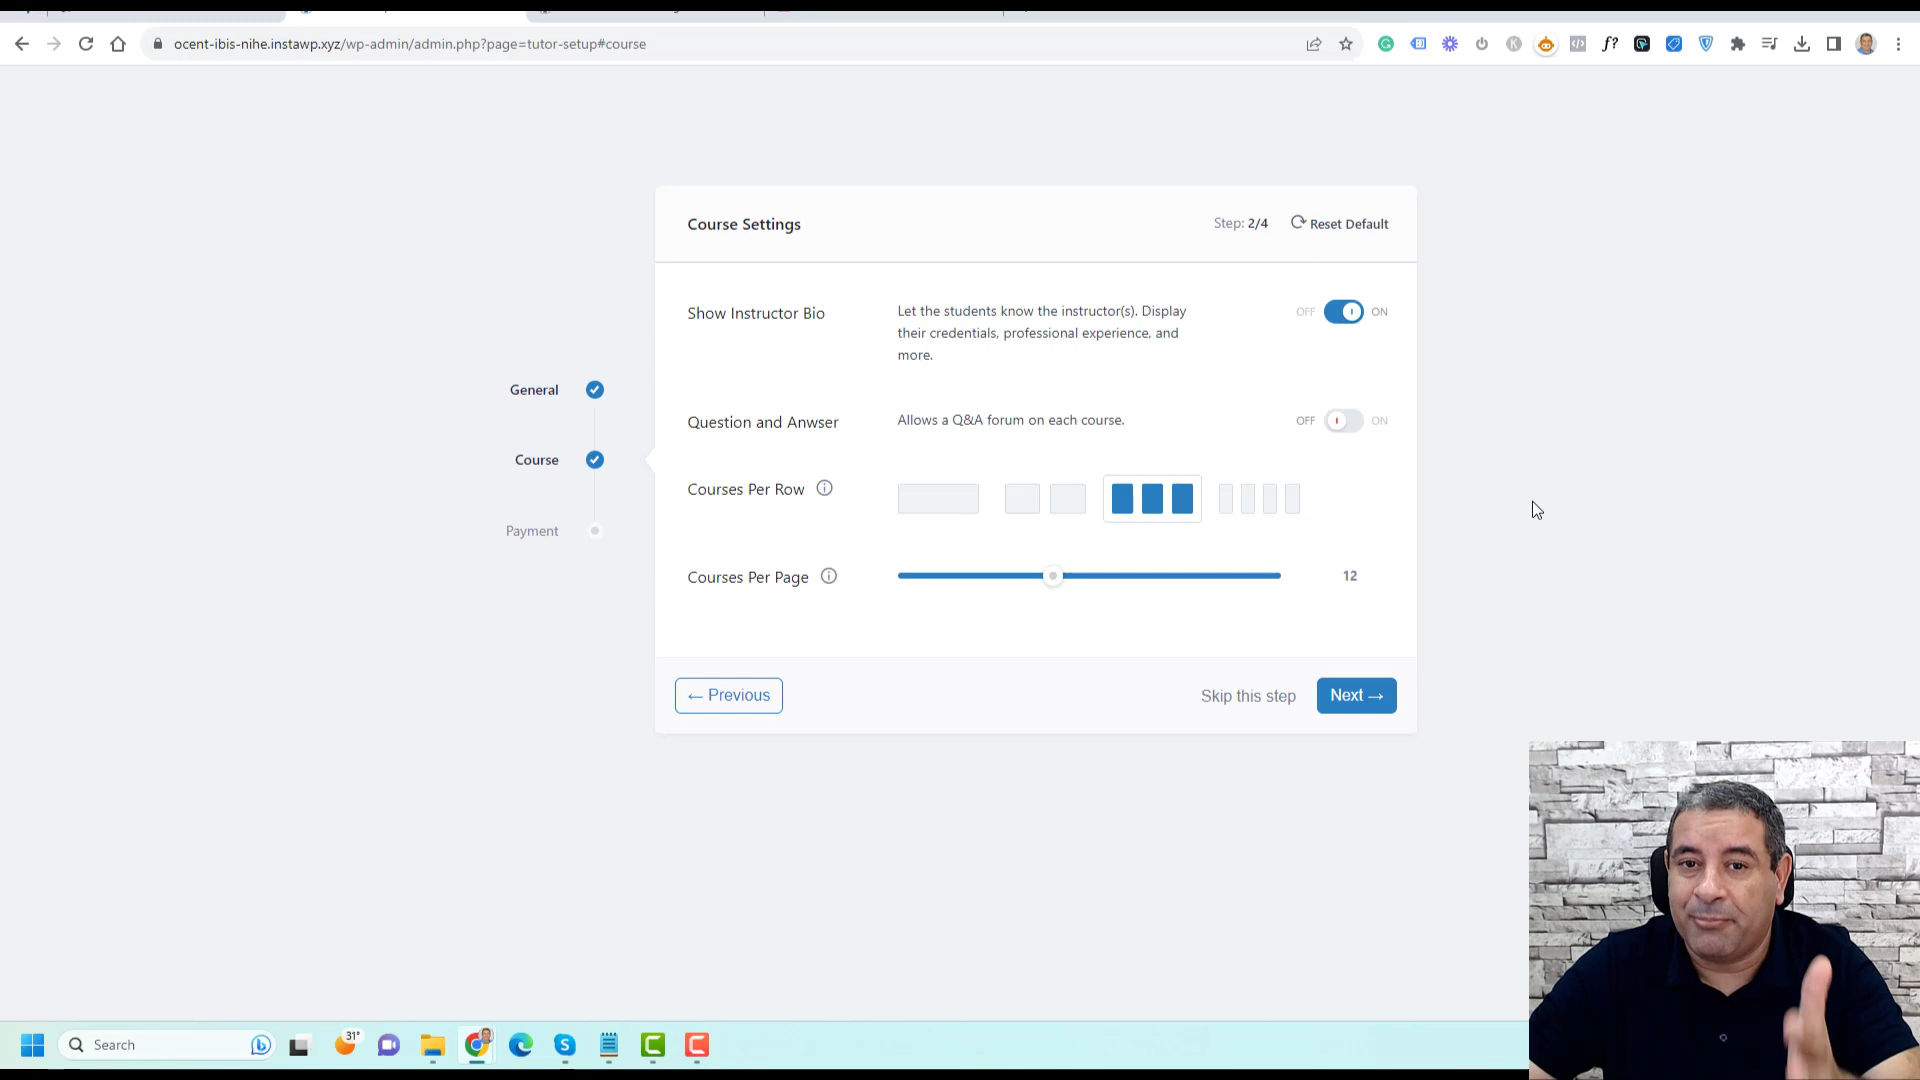 ocent-ibis-nihe.instawp.xyz/wp-admin/admin.php?page=tutor-setup#course
Course Settings
Step: 2/4
Reset Default
Show Instructor Bio
Let the students know the instructor(s). Display
their credentials, professional experience, and
more.
OFF
ON
General
Question and Anwser
Allows a Q&A forum on each course.
OFF
ON
Course
Courses Per Row
Payment
Courses Per Page
12
← Previous
Skip this step
Next →
31°
Search